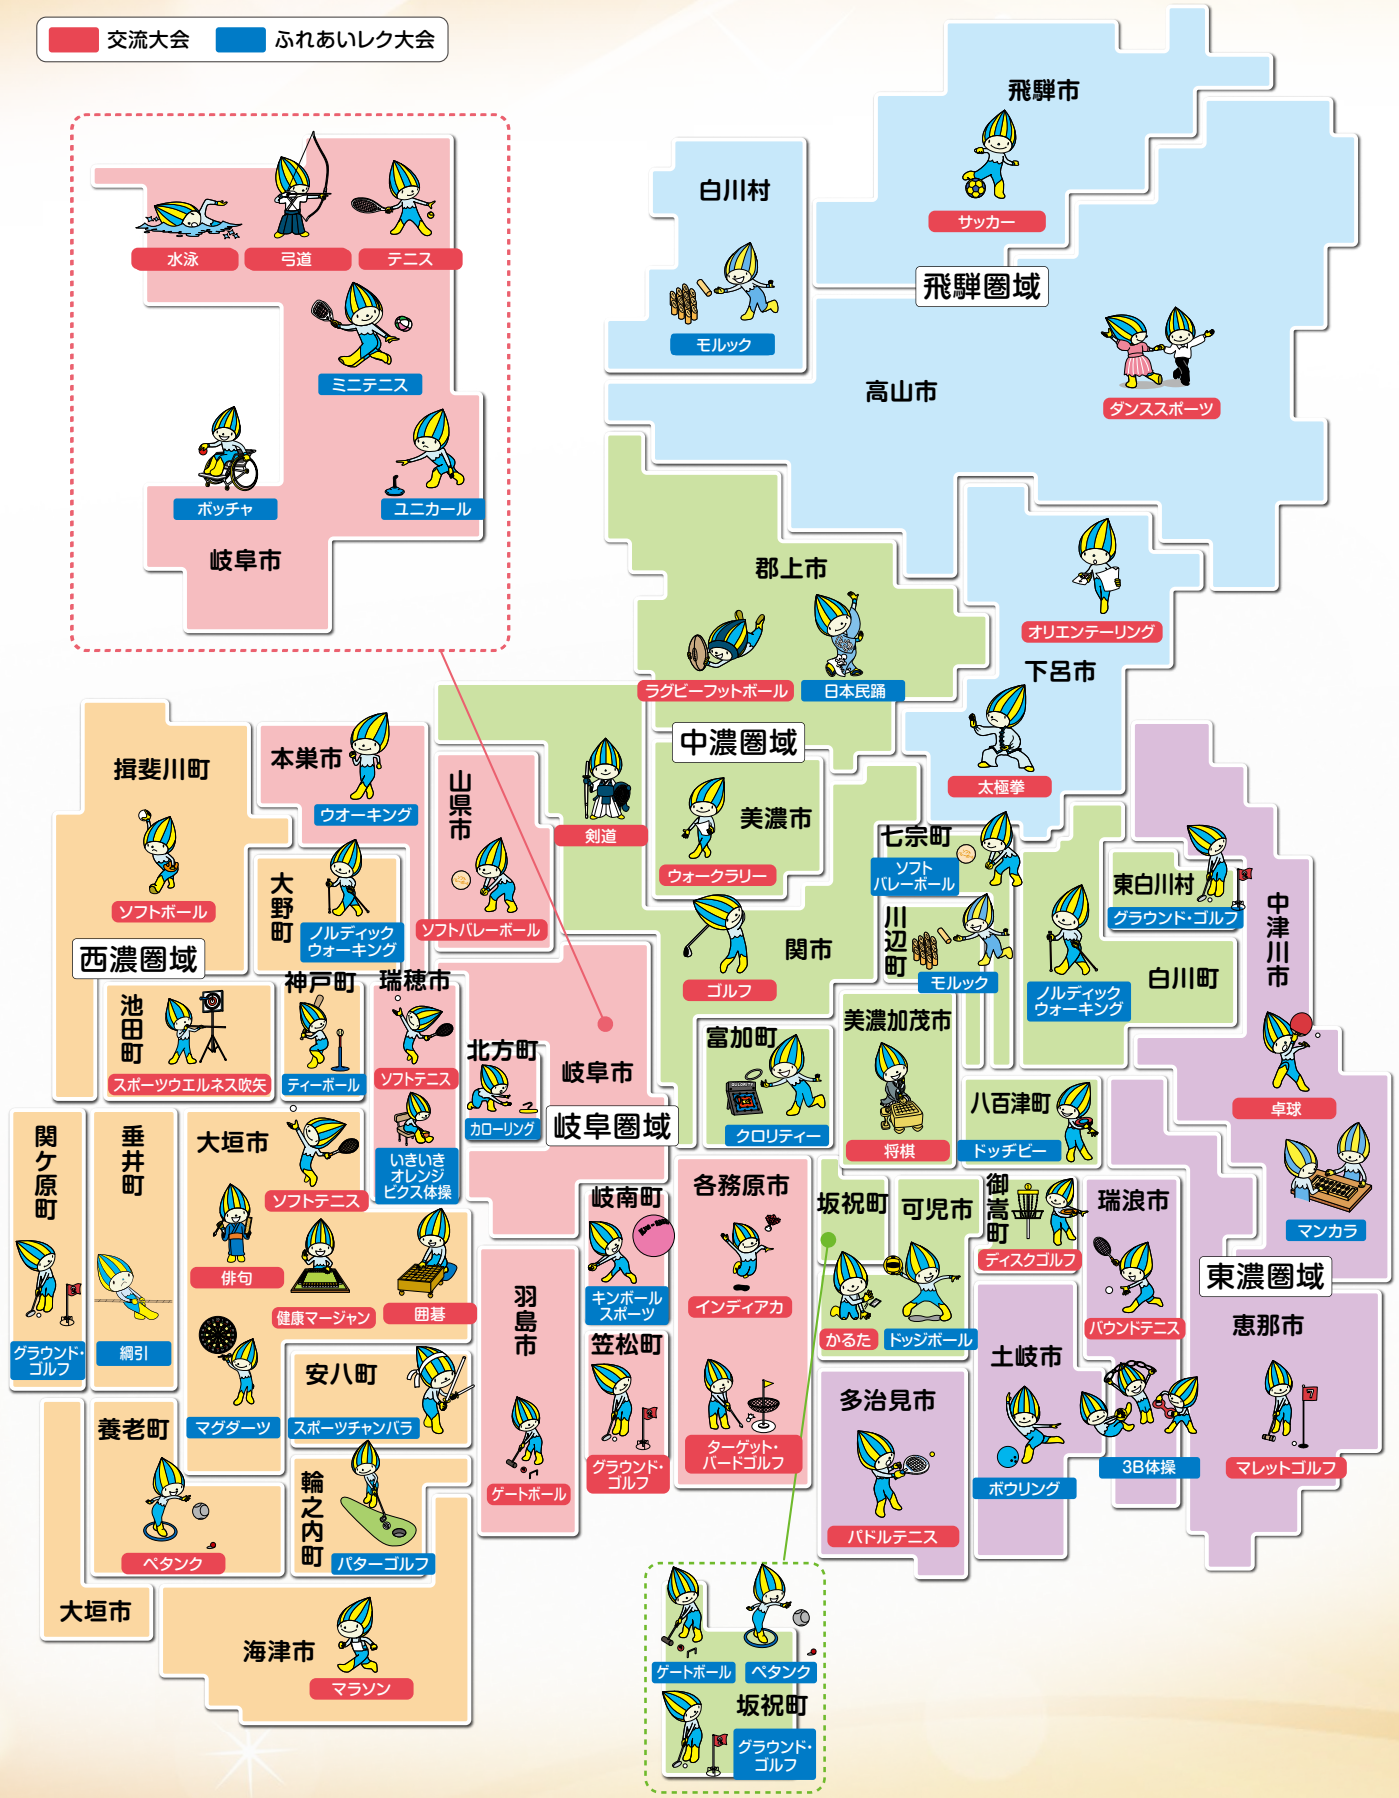 交流大会
ふれあいレク大会
水泳
弓道
テニス
ミニテニス
ボッチャ
ユニカール
岐阜市
飛騨市
サッカー
白川村
モルック
飛騨圏域
高山市
ダンススポーツ
オリエンテーリング
下呂市
太極拳
郡上市
ラグビーフットボール
日本民踊
中濃圏域
剣道
美濃市
ウォークラリー
関市
ゴルフ
七宗町
ソフト
バレーボール
川辺町
モルック
東白川村
グラウンド・ゴルフ
白川町
ノルディック
ウォーキング
富加町
クロリティー
美濃加茂市
将棋
八百津町
ドッヂビー
坂祝町
かるた
可児市
ドッジボール
御嵩町
ディスクゴルフ
揖斐川町
ソフトボール
西濃圏域
大野町
ノルディック
ウォーキング
池田町
スポーツウエルネス吹矢
神戸町
ティーボール
関ケ原町
グラウンド・
ゴルフ
垂井町
綱引
大垣市
ソフトテニス
俳句
健康マージャン
囲碁
マグダーツ
安八町
スポーツチャンバラ
養老町
ペタンク
輪之内町
パターゴルフ
大垣市
海津市
マラソン
本巣市
ウオーキング
山県市
ソフトバレーボール
瑞穂市
ソフトテニス
いきいき
オレンジ
ビクス体操
北方町
カローリング
岐阜市
岐阜圏域
羽島市
ゲートボール
岐南町
キンボール
スポーツ
笠松町
グラウンド・
ゴルフ
各務原市
インディアカ
ターゲット・
バードゴルフ
中津川市
卓球
マンカラ
東濃圏域
瑞浪市
バウンドテニス
3B体操
恵那市
マレットゴルフ
土岐市
ボウリング
多治見市
パドルテニス
ゲートボール
ペタンク
坂祝町
グラウンド・
ゴルフ